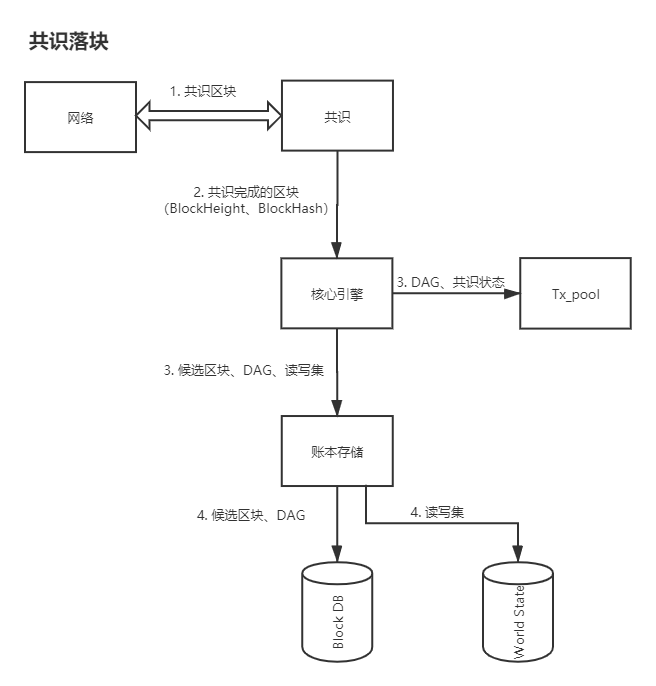 共识落块
1. 共识区块
网络
共识
2. 共识完成的区块
（BlockHeight、BlockHash）
核心引擎
3. DAG、共识状态
Tx_pool
3. 候选区块、DAG、读写集
账本存储
4. 候选区块、DAG
4. 读写集
Block DB
World State